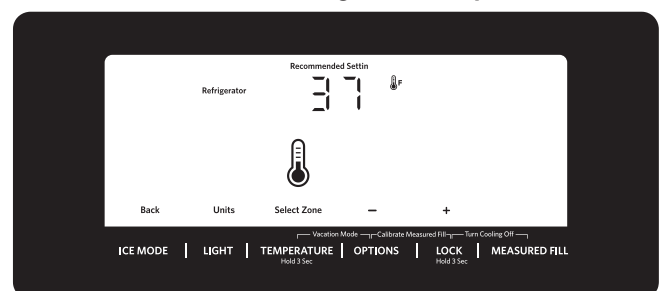 Recommended Settin
Refrigerator 37 F
Back Units Select Zone – +
Vacation Mode Calibrate Measured Fill Turn Cooling Off
ICE MODE LIGHT TEMPERATURE OPTIONS LOCK MEASURED FILL
Hold 3 Sec Hold 3 Sec